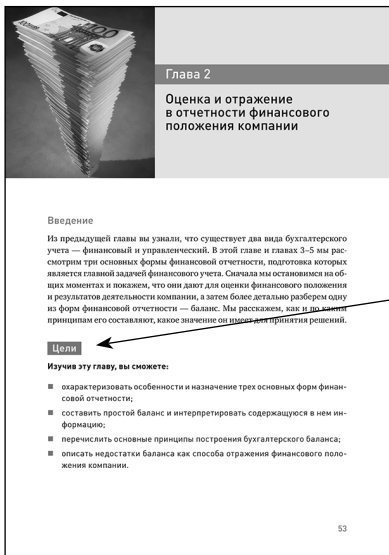 Глава 2
Оценка и отражение
в отчетности финансового
положения компании
Введение
Из предыдущей главы вы узнали, что существует два вида бухгалтерского
учета — финансовый и управленческий. В этой главе и главах 3–5 мы рас-
смотрим три основных формы финансовой отчетности, подготовка которых
является главной задачей финансового учета. Сначала мы остановимся на об-
щих моментах и покажем, что они дают для оценки финансового положения
и результатов деятельности компании, а затем более детально разберем одну
из форм финансовой отчетности — баланс. Мы расскажем, как и по каким
принципам его составляют, какое значение он имеет для принятия решений.
Цели
Изучив эту главу, вы сможете:
■ охарактеризовать особенности и назначение трех основных форм финан-
совой отчетности;
■ составить простой баланс и интерпретировать содержащуюся в нем ин-
формацию;
■ перечислить основные принципы построения бухгалтерского баланса;
■ описать недостатки баланса как способа отражения финансового поло-
жения компании.
53